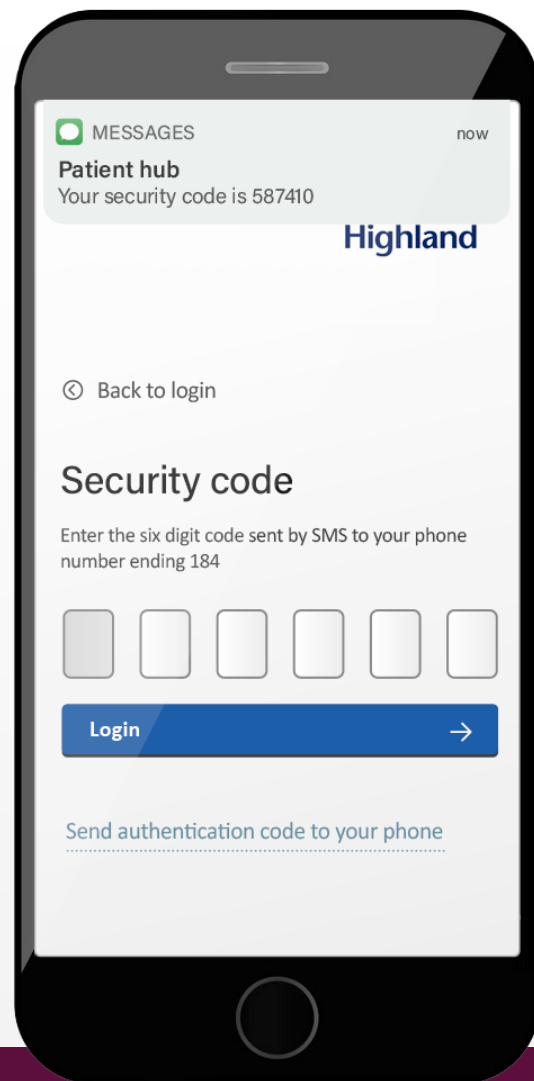 MESSAGES now
Patient hub
Your security code is 587410
Highland
Back to login
Security code
Enter the six digit code sent by SMS to your phone
number ending 184
Login
Send authentication code to your phone